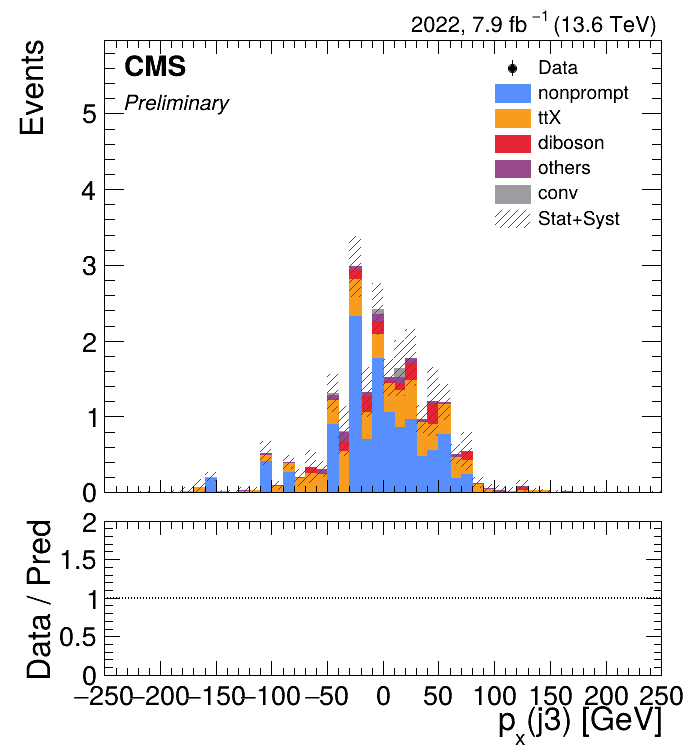 2022, 7.9 fb⁻¹ (13.6 TeV)
CMS
Preliminary
Events
Data
nonprompt
ttX
diboson
others
conv
Stat+Syst
5
4
3
2
1
0
Data / Pred
2
1.5
1
0.5
0
−250 −200 −150 −100 −50 0 50 100 150 200 250
pₓ(j3) [GeV]